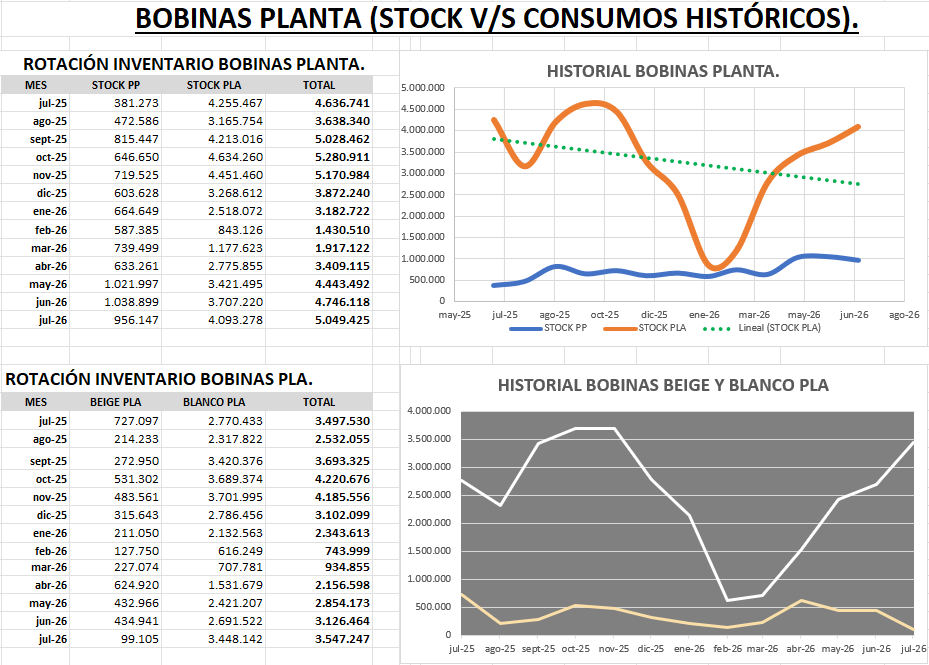 BOBINAS PLANTA (STOCK V/S CONSUMOS HISTÓRICOS).
ROTACIÓN INVENTARIO BOBINAS PLANTA.
MES STOCK PP STOCK PLA TOTAL
jul-25 381.273 4.255.467 4.636.741
ago-25 472.586 3.165.754 3.638.340
sept-25 815.447 4.213.016 5.028.462
oct-25 646.650 4.634.260 5.280.911
nov-25 719.525 4.451.460 5.170.984
dic-25 603.628 3.268.612 3.872.240
ene-26 664.649 2.518.072 3.182.722
feb-26 587.385 843.126 1.430.510
mar-26 739.499 1.177.623 1.917.122
abr-26 633.261 2.775.855 3.409.115
may-26 1.021.997 3.421.495 4.443.492
jun-26 1.038.899 3.707.220 4.746.118
jul-26 956.147 4.093.278 5.049.425
HISTORIAL BOBINAS PLANTA.
5.000.000
4.500.000
4.000.000
3.500.000
3.000.000
2.500.000
2.000.000
1.500.000
1.000.000
500.000
0
may-25 jul-25 ago-25 oct-25 dic-25 ene-26 mar-26 may-26 jun-26 ago-26
STOCK PP STOCK PLA Lineal (STOCK PLA)
ROTACIÓN INVENTARIO BOBINAS PLA.
MES BEIGE PLA BLANCO PLA TOTAL
jul-25 727.097 2.770.433 3.497.530
ago-25 214.233 2.317.822 2.532.055
sept-25 272.950 3.420.376 3.693.325
oct-25 531.302 3.689.374 4.220.676
nov-25 483.561 3.701.995 4.185.556
dic-25 315.643 2.786.456 3.102.099
ene-26 211.050 2.132.563 2.343.613
feb-26 127.750 616.249 743.999
mar-26 227.074 707.781 934.855
abr-26 624.920 1.531.679 2.156.598
may-26 432.966 2.421.207 2.854.173
jun-26 434.941 2.691.522 3.126.464
jul-26 99.105 3.448.142 3.547.247
HISTORIAL BOBINAS BEIGE Y BLANCO PLA
4.000.000
3.500.000
3.000.000
2.500.000
2.000.000
1.500.000
1.000.000
500.000
0
jul-25 ago-25 sept-25 oct-25 nov-25 dic-25 ene-26 feb-26 mar-26 abr-26 may-26 jun-26 jul-26